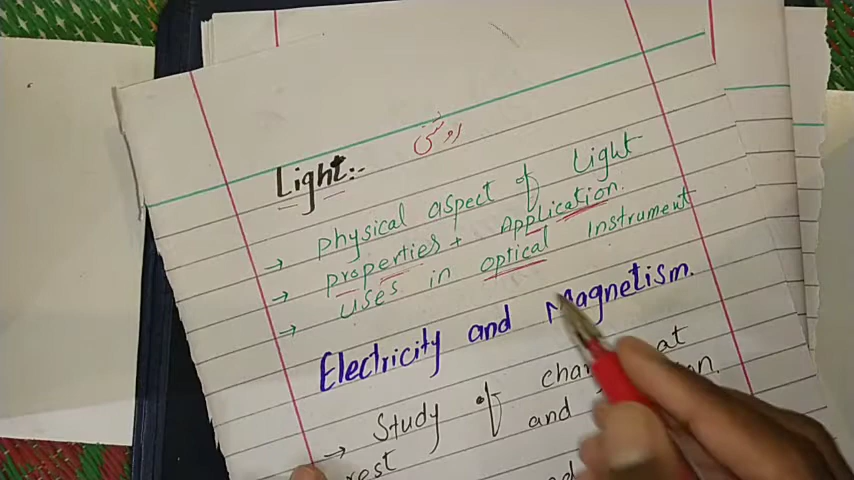 روشنی
Light:-
→ physical aspect of light
→ properties + Application.
→ uses in optical instrument
Electricity and Magnetism.
→ Study of at
rest and